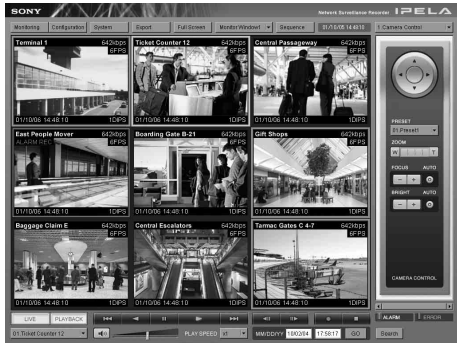 SONY
Network Surveillance Recorder IPELA
Monitoring Configuration System Export Full Screen Monitor Window1 Sequence 01/10/06 14:48:10 1:Camera Control
Terminal 1 642kbps
6FPS
01/10/06 14:48:10 1DIPS
Ticket Counter 12 642kbps
6FPS
01/10/06 14:48:10 1DIPS
Central Passageway 642kbps
6FPS
01/10/06 14:48:10 1DIPS
East People Mover 642kbps
ALARM REC 6FPS
01/10/06 14:48:10 1DIPS
Boarding Gate B-21 642kbps
6FPS
01/10/06 14:48:10 1DIPS
Gift Shops 642kbps
6FPS
01/10/06 14:48:10 1DIPS
Baggage Claim E 642kbps
6FPS
01/10/06 14:48:10 1DIPS
Central Escalators 642kbps
6FPS
01/10/06 14:48:10 1DIPS
Tarmac Gates C 4-7 642kbps
6FPS
01/10/06 14:48:10 1DIPS
PRESET
01.Preset1
ZOOM
W T
FOCUS AUTO
BRIGHT AUTO
CAMERA CONTROL
LIVE PLAYBACK
ALARM ERROR
01.Ticket Counter 12 PLAY SPEED x1 MM/DD/YY 10/02/04 17:58:17 GO Search